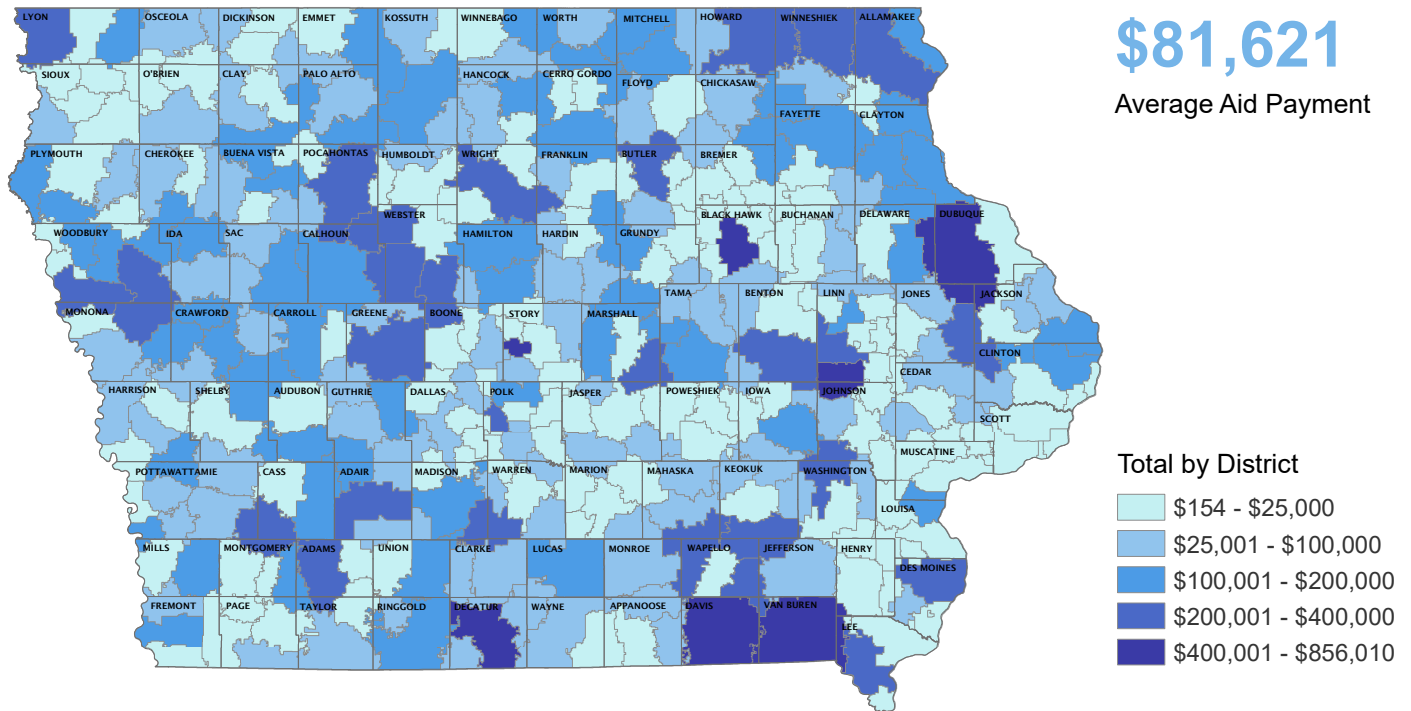 LYON
OSCEOLA
DICKINSON
EMMET
KOSSUTH
WINNEBAGO
WORTH
MITCHELL
HOWARD
WINNESHIEK
ALLAMAKEE
$81,621
Average Aid Payment
SIOUX
O'BRIEN
CLAY
PALO ALTO
HANCOCK
CERRO GORDO
FLOYD
CHICKASAW
FAYETTE
CLAYTON
PLYMOUTH
CHEROKEE
BUENA VISTA
POCAHONTAS
HUMBOLDT
WRIGHT
FRANKLIN
BUTLER
BREMER
WEBSTER
BLACK HAWK
BUCHANAN
DELAWARE
DUBUQUE
WOODBURY
IDA
SAC
CALHOUN
HAMILTON
HARDIN
GRUNDY
TAMA
BENTON
LINN
JONES
JACKSON
MONONA
CRAWFORD
CARROLL
GREENE
BOONE
STORY
MARSHALL
CLINTON
CEDAR
HARRISON
SHELBY
AUDUBON
GUTHRIE
DALLAS
POLK
JASPER
POWESHIEK
IOWA
JOHNSON
SCOTT
MUSCATINE
POTTAWATTAMIE
CASS
ADAIR
MADISON
WARREN
MARION
MAHASKA
KEOKUK
WASHINGTON
LOUISA
MILLS
MONTGOMERY
ADAMS
UNION
CLARKE
LUCAS
MONROE
WAPELLO
JEFFERSON
HENRY
DES MOINES
FREMONT
PAGE
TAYLOR
RINGGOLD
DECATUR
WAYNE
APPANOOSE
DAVIS
VAN BUREN
LEE
Total by District
$154 - $25,000
$25,001 - $100,000
$100,001 - $200,000
$200,001 - $400,000
$400,001 - $856,010